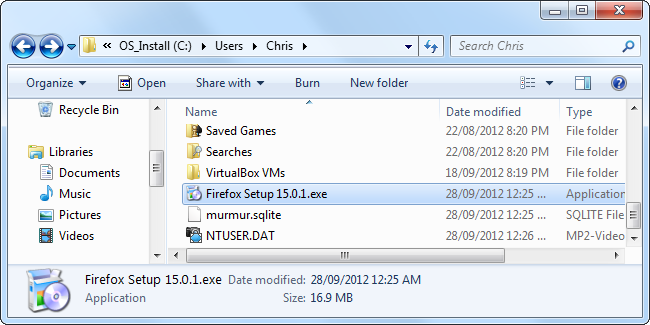 « OS_Install (C:) Users Chris Search Chris
Organize Open Share with Burn New folder
Recycle Bin
Libraries
Documents
Music
Pictures
Videos
Name Date modified Type
Saved Games 22/08/2012 8:20 PM File folder
Searches 22/08/2012 8:20 PM File folder
VirtualBox VMs 18/09/2012 8:19 PM File folder
Firefox Setup 15.0.1.exe 28/09/2012 12:25 ... Application
murmur.sqlite 28/09/2012 12:25 ... SQLITE File
NTUSER.DAT 28/09/2012 12:26 ... MP2-Video
Firefox Setup 15.0.1.exe Date modified: 28/09/2012 12:25 AM
Application Size: 16.9 MB